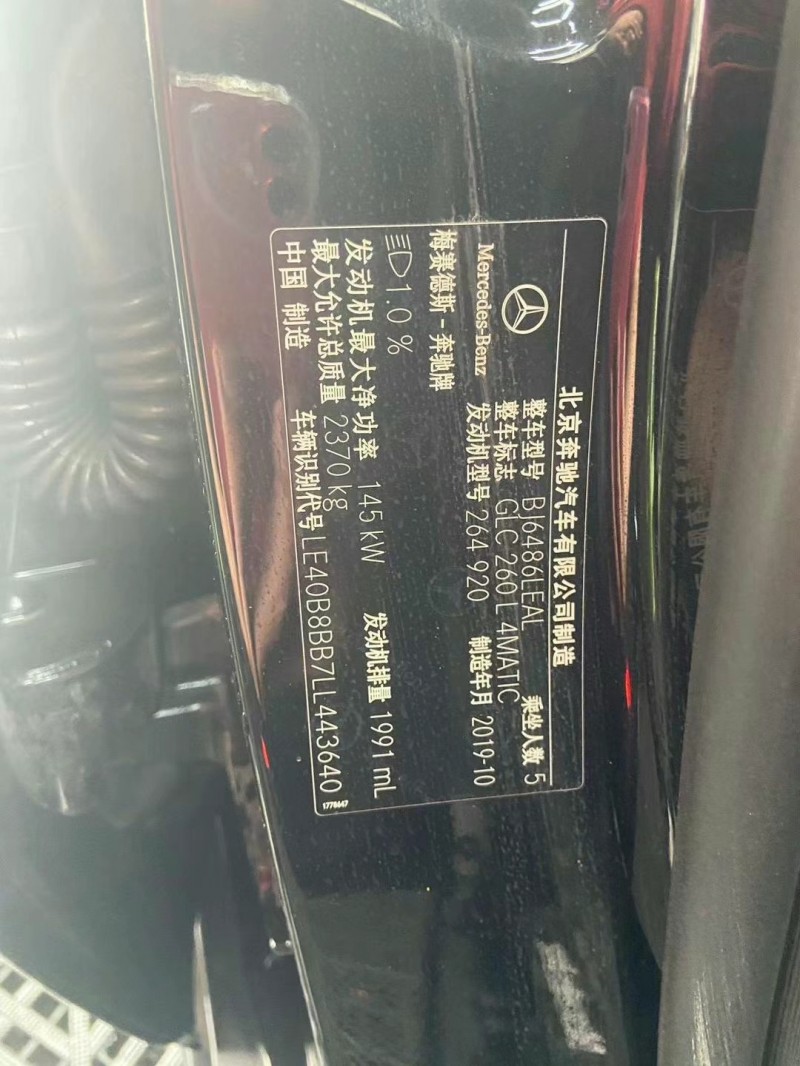 北京奔驰汽车有限公司制造
整车型号 BJ6486LEAL 乘坐人数 5
整车标志 GLC 260 L 4MATIC
Mercedes-Benz 发动机型号 264 920 制造年月 2019-10
梅赛德斯-奔驰牌
1.0 %
发动机最大净功率 145 kW 发动机排量 1991 mL
最大允许总质量 2370 kg
中国 制造 车辆识别代号 LE40B8BB7LL443640
1778647